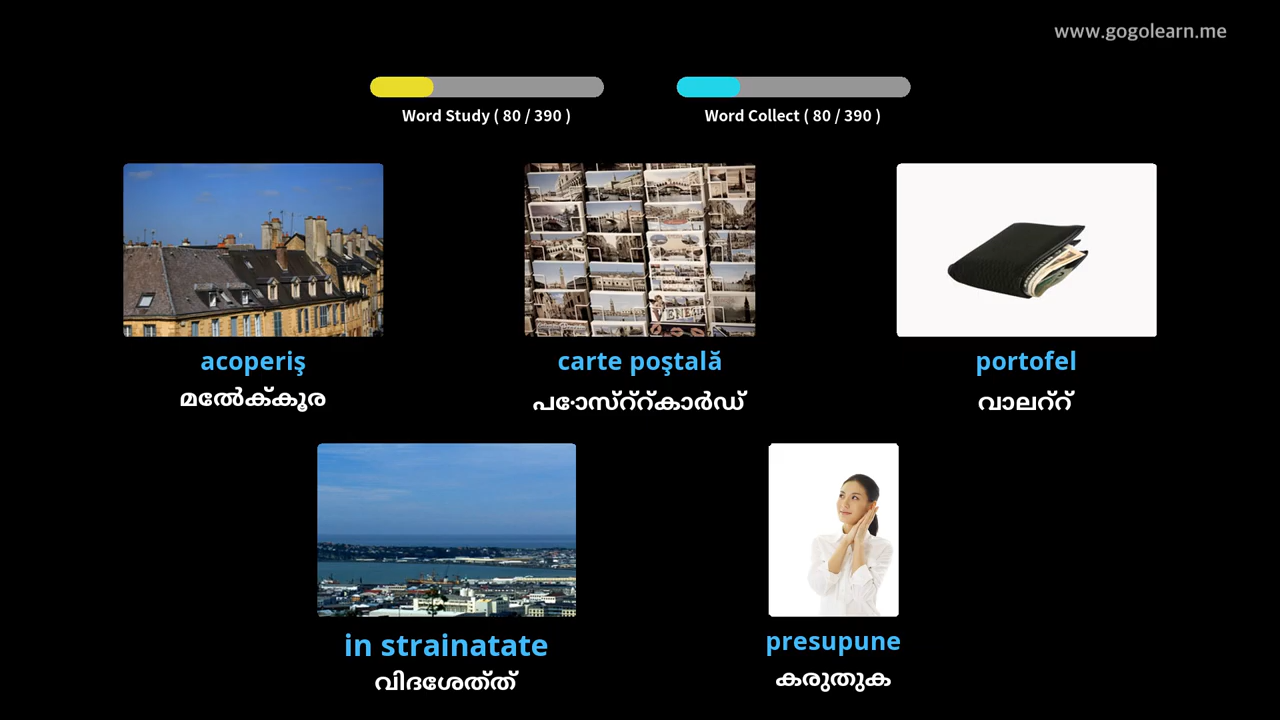 www.gogolearn.me
Word Study ( 80 / 390 )
Word Collect ( 80 / 390 )
acoperiş
carte poştală
portofel
മേൽക്കൂര
പോസ്റ്റ്കാർഡ്
വാലറ്റ്
in strainatate
presupune
വിദേശത്ത്
കരുതുക